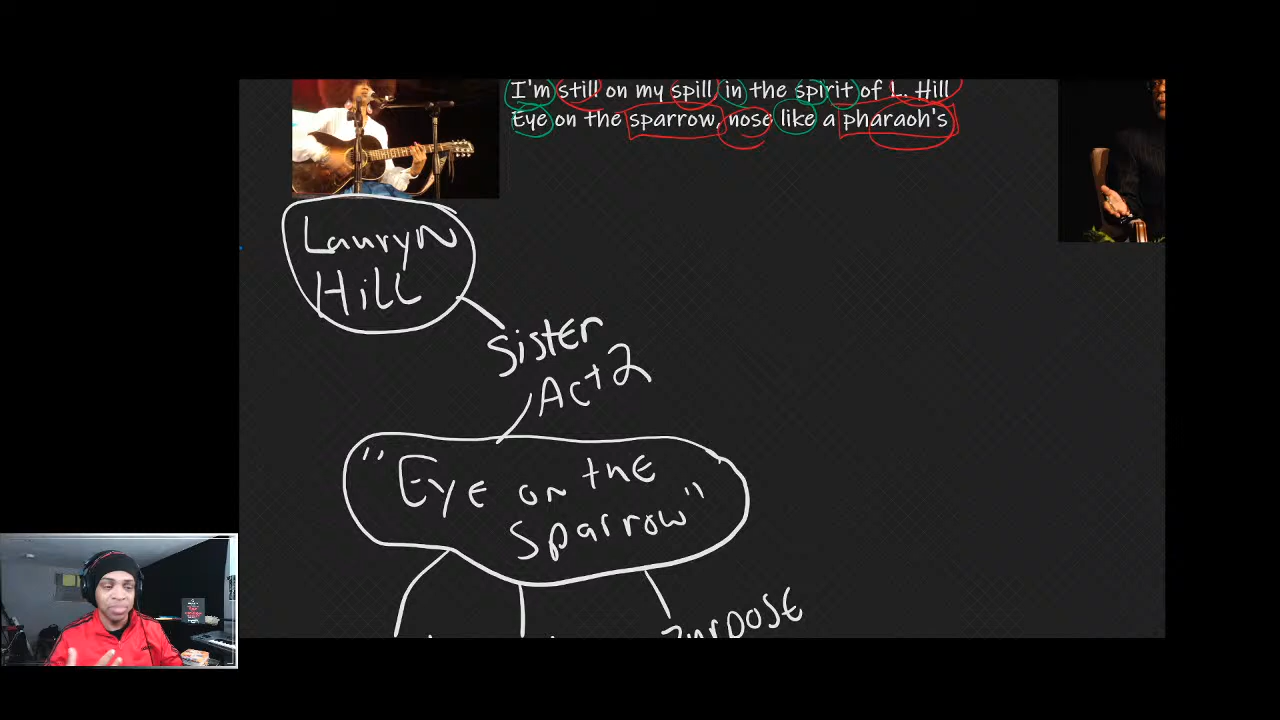 I'm still on my spill in the spirit of L. Hill
Eye on the sparrow, nose like a pharaoh's
Lauryn
Hill
Sister
Act 2
"Eye on the
Sparrow"
Purpose